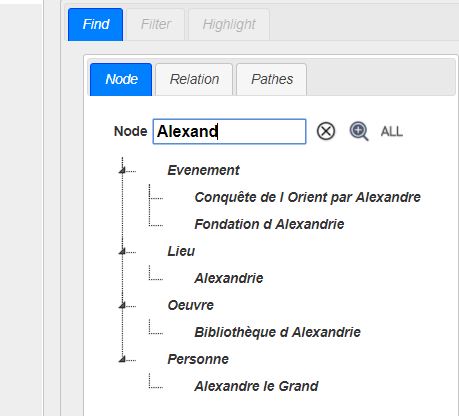 Find Filter Highlight
Node Relation Pathes
Node Alexand ALL
Evenement
Conquête de l Orient par Alexandre
Fondation d Alexandrie
Lieu
Alexandrie
Oeuvre
Bibliothèque d Alexandrie
Personne
Alexandre le Grand